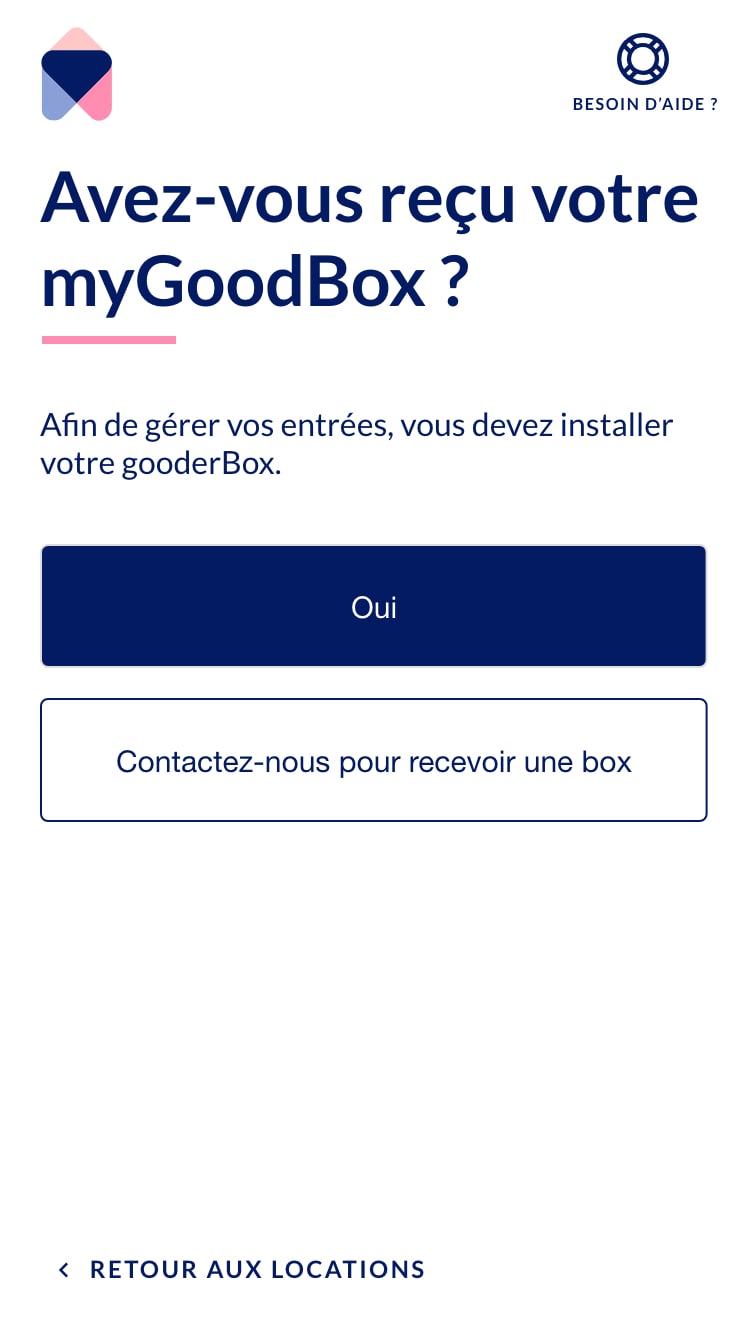 BESOIN D’AIDE ?
Avez-vous reçu votre
myGoodBox ?
Afin de gérer vos entrées, vous devez installer
votre gooderBox.
Oui
Contactez-nous pour recevoir une box
RETOUR AUX LOCATIONS